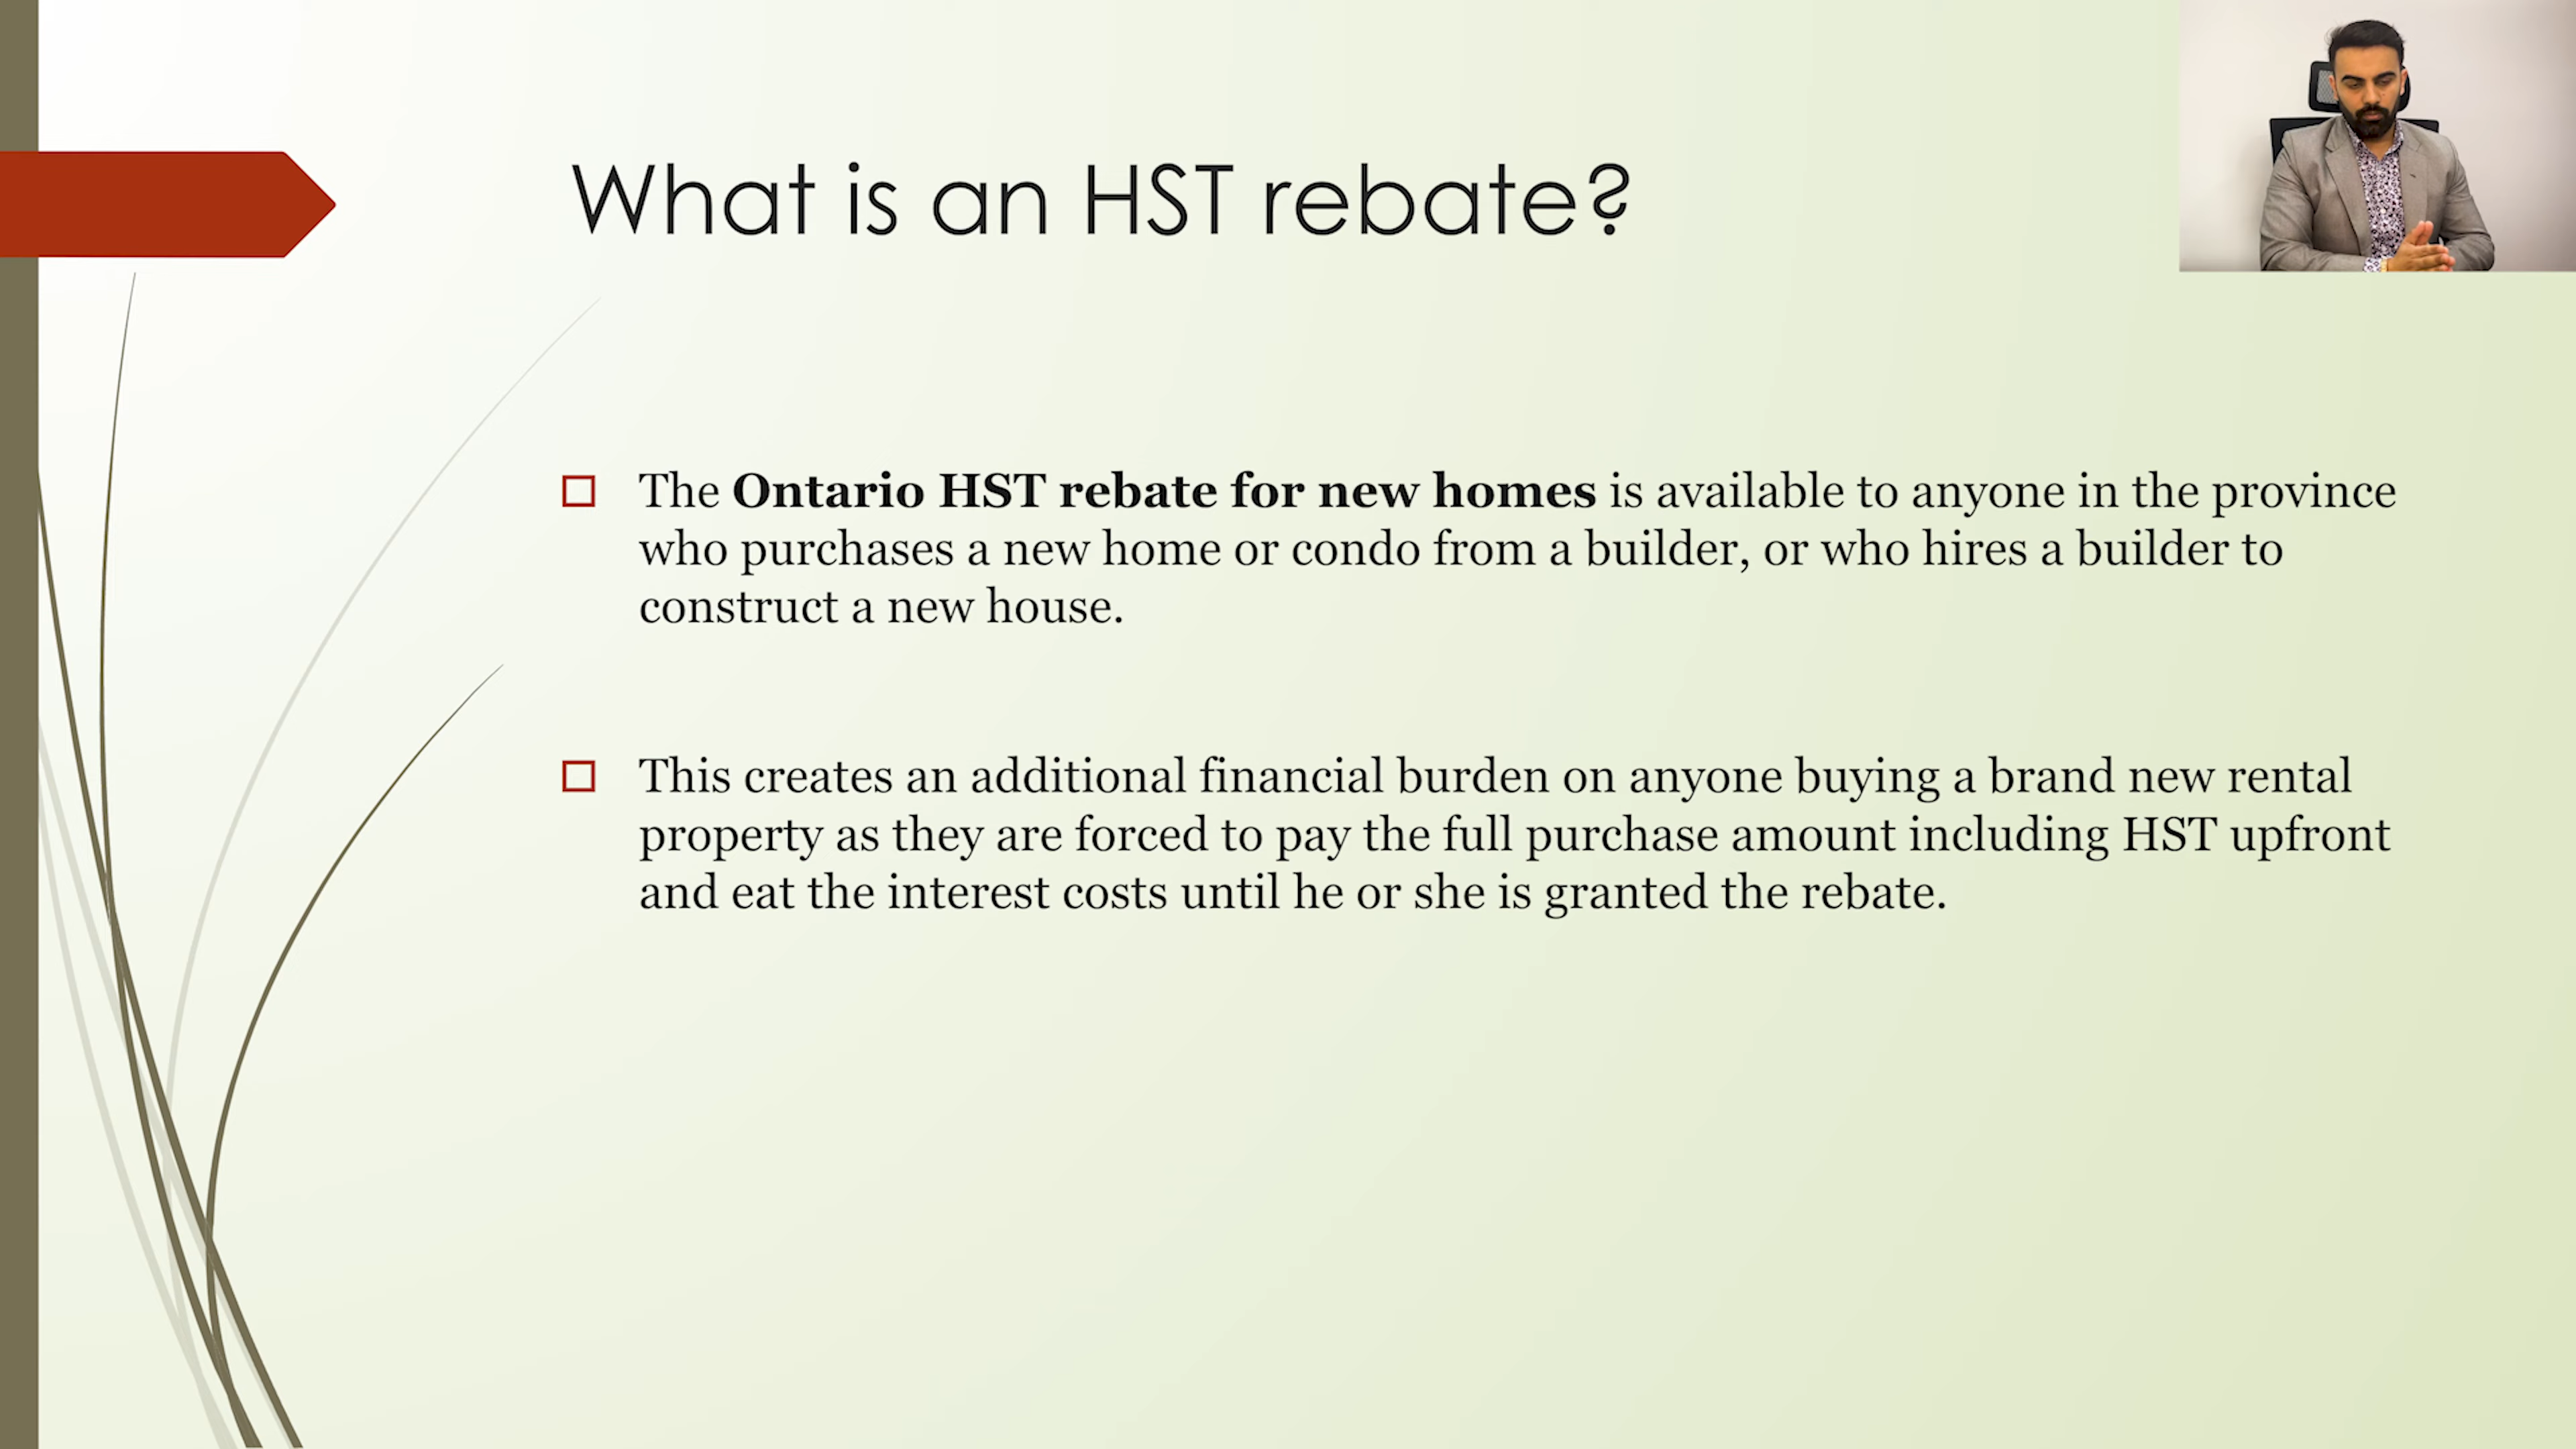 What is an HST rebate?
The Ontario HST rebate for new homes is available to anyone in the province
who purchases a new home or condo from a builder, or who hires a builder to
construct a new house.
This creates an additional financial burden on anyone buying a brand new rental
property as they are forced to pay the full purchase amount including HST upfront
and eat the interest costs until he or she is granted the rebate.